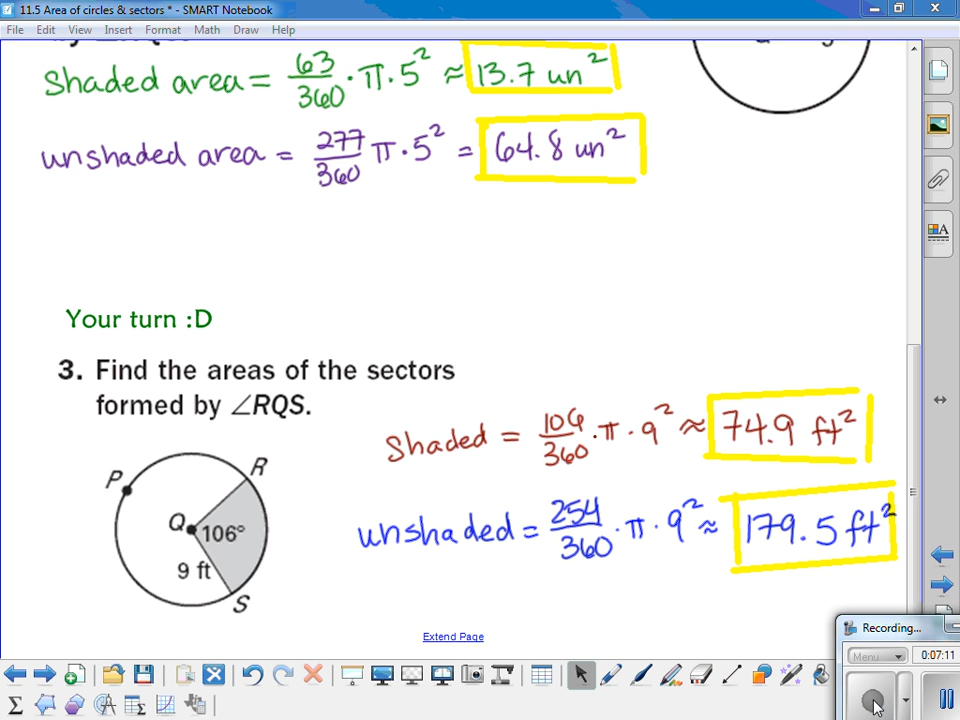 11.5 Area of circles & sectors * - SMART Notebook
File Edit View Insert Format Math Draw Help
Shaded area = 63/360 · π · 5² ≈ 13.7 un²
unshaded area = 277/360 π · 5² = 64.8 un²
Your turn :D
3. Find the areas of the sectors
formed by ∠RQS.
shaded = 106/360 · π · 9² ≈ 74.9 ft²
unshaded = 254/360 · π · 9² ≈ 179.5 ft²
P
R
Q
106°
9 ft
S
Extend Page
Recording...
Menu
0:07:11